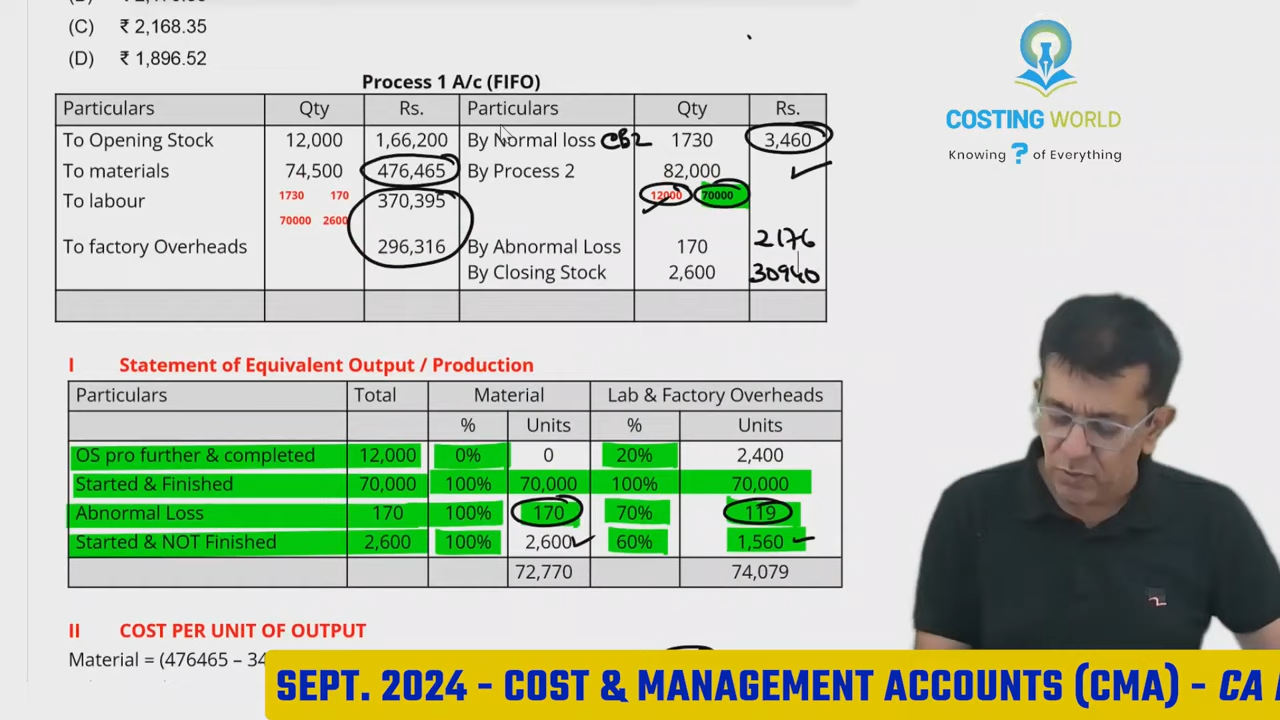 (C) ₹ 2,168.35
(D) ₹ 1,896.52
Process 1 A/c (FIFO)
Particulars Qty Rs. Particulars Qty Rs.
To Opening Stock 12,000 1,66,200 By Normal loss CB2 1730 3,460
To materials 74,500 476,465 By Process 2 82,000
To labour 1730 170 370,395 12000 70000
70000 2600
To factory Overheads 296,316 By Abnormal Loss 170 2176
By Closing Stock 2,600 30940
I Statement of Equivalent Output / Production
Particulars Total Material Lab & Factory Overheads
% Units % Units
OS pro further & completed 12,000 0% 0 20% 2,400
Started & Finished 70,000 100% 70,000 100% 70,000
Abnormal Loss 170 100% 170 70% 119
Started & NOT Finished 2,600 100% 2,600 60% 1,560
72,770 74,079
II COST PER UNIT OF OUTPUT
Material = (476465 – 34
COSTING WORLD
Knowing ? of Everything
SEPT. 2024 - COST & MANAGEMENT ACCOUNTS (CMA) - CA